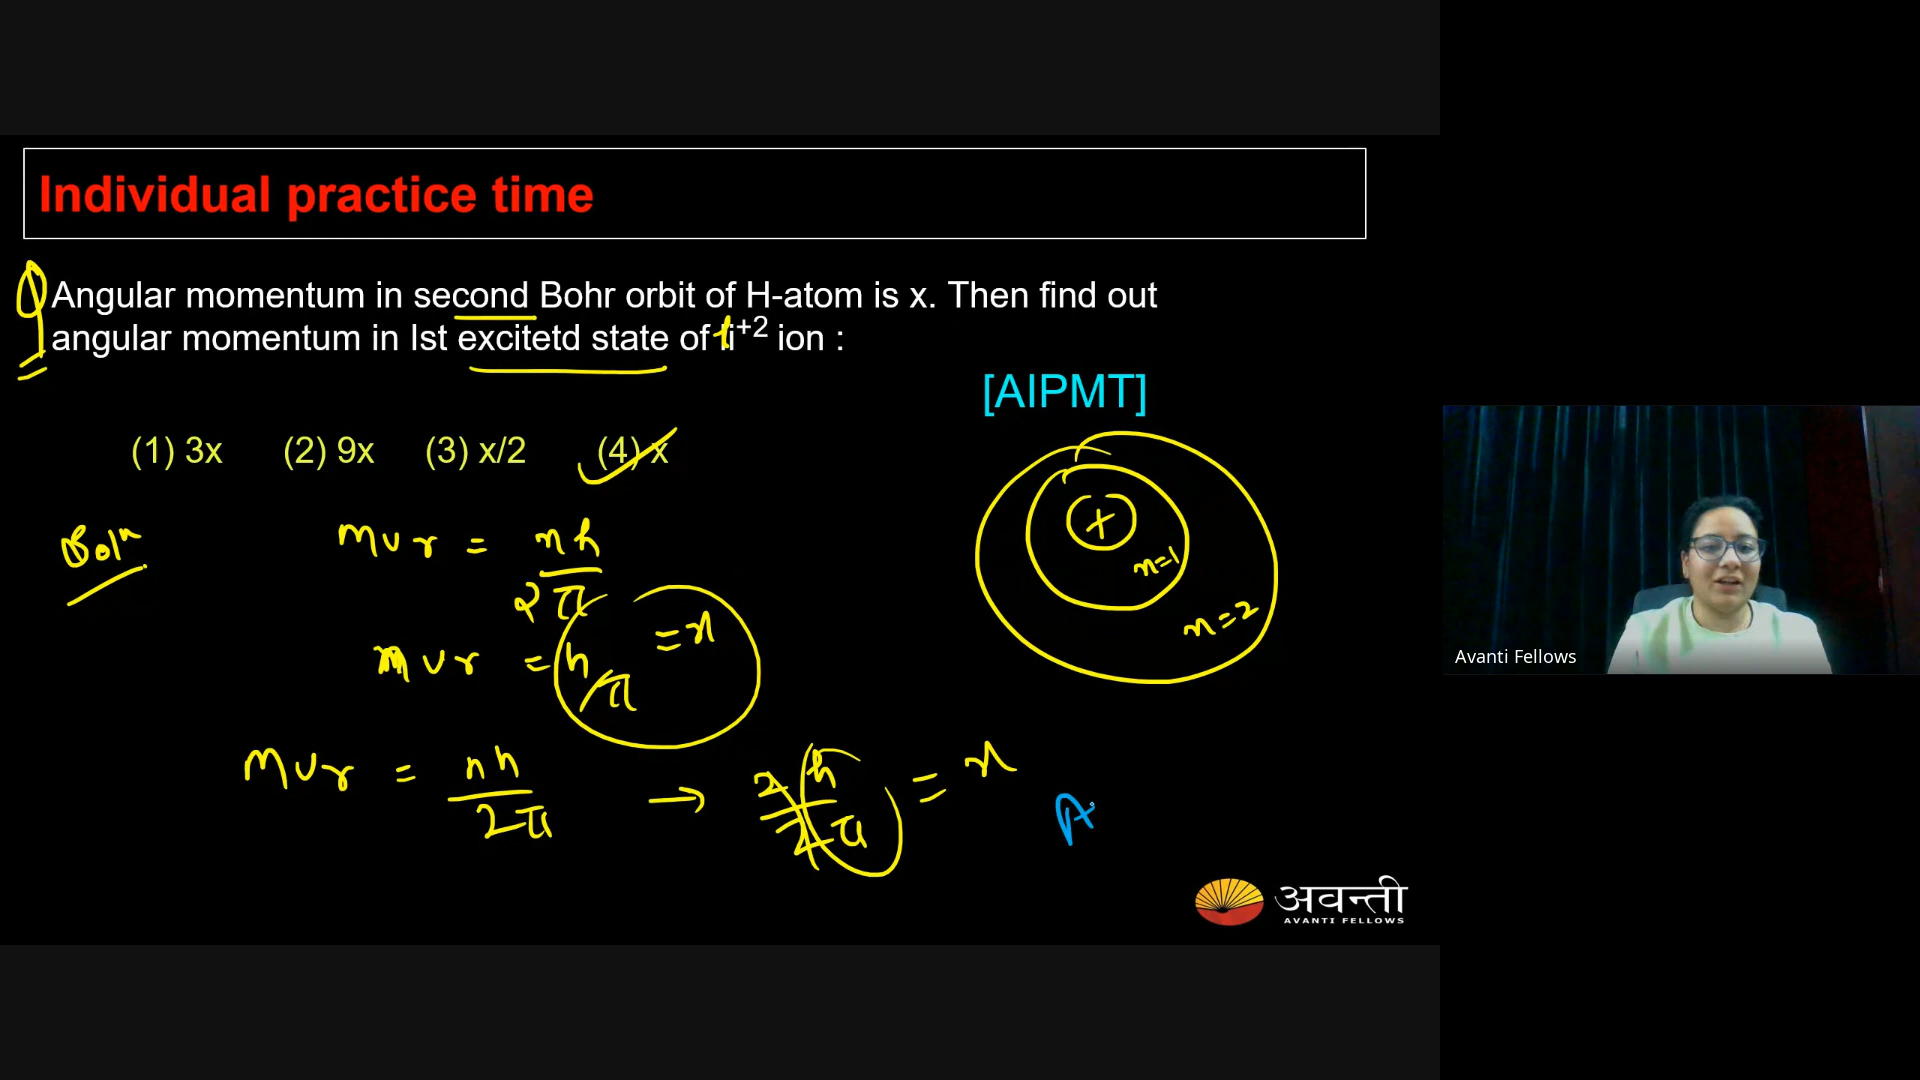 Individual practice time
Q Angular momentum in second Bohr orbit of H-atom is x. Then find out
angular momentum in Ist excitetd state of li+2 ion :
[AIPMT]
(1) 3x (2) 9x (3) x/2 (4) x
Solⁿ
mvr = nh/2π
mvr = h/π = x
+
n=1
n=2
mvr = nh/2π → 2h/2π = x
A
अवन्ती
AVANTI FELLOWS
Avanti Fellows